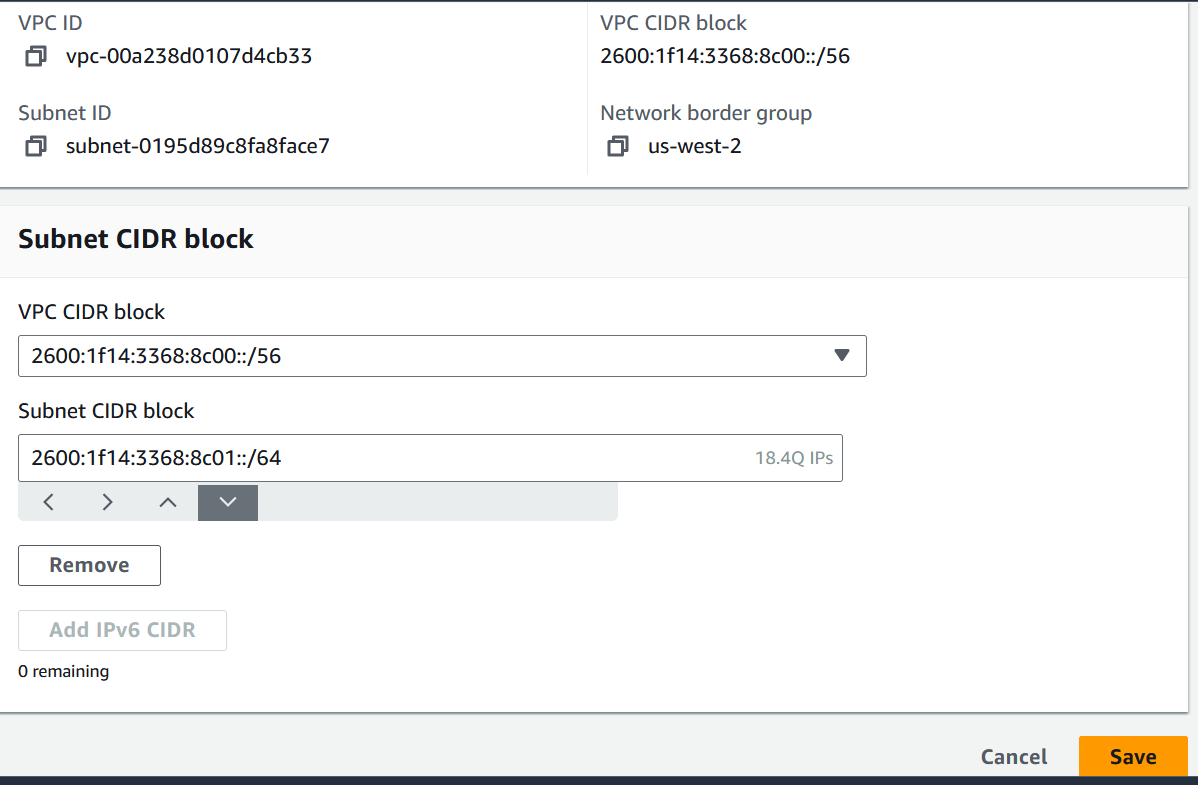 VPC ID
vpc-00a238d0107d4cb33
VPC CIDR block
2600:1f14:3368:8c00::/56
Subnet ID
subnet-0195d89c8fa8face7
Network border group
us-west-2
Subnet CIDR block
VPC CIDR block
2600:1f14:3368:8c00::/56
Subnet CIDR block
2600:1f14:3368:8c01::/64 18.4Q IPs
Remove
Add IPv6 CIDR
0 remaining
Cancel Save